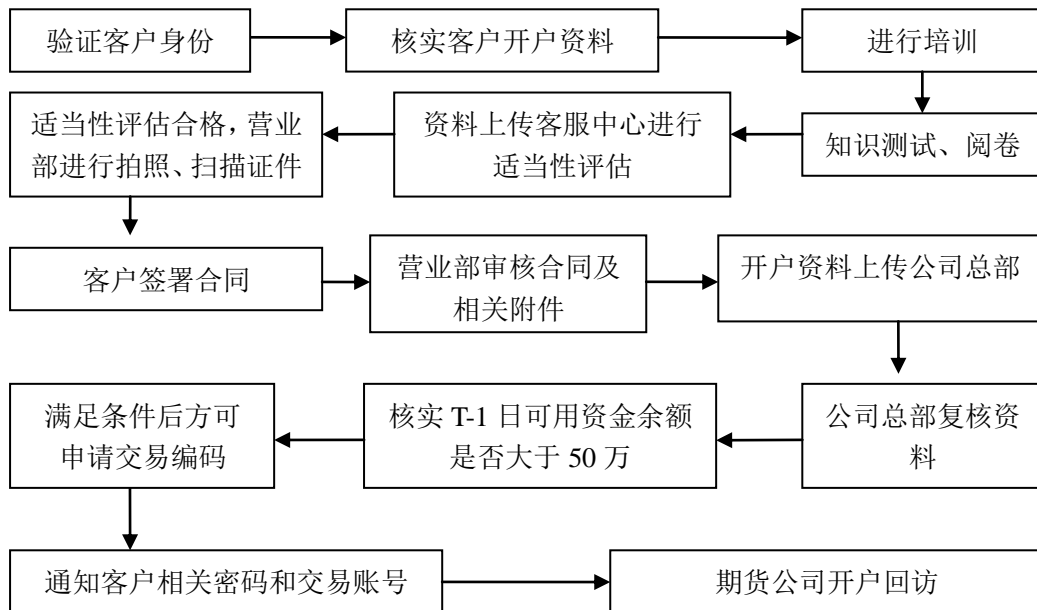 验证客户身份
核实客户开户资料
进行培训
知识测试、阅卷
资料上传客服中心进行
适当性评估
适当性评估合格，营业
部进行拍照、扫描证件
客户签署合同
营业部审核合同及
相关附件
开户资料上传公司总部
公司总部复核资
料
核实 T-1 日可用资金余额
是否大于 50 万
满足条件后方可
申请交易编码
通知客户相关密码和交易账号
期货公司开户回访